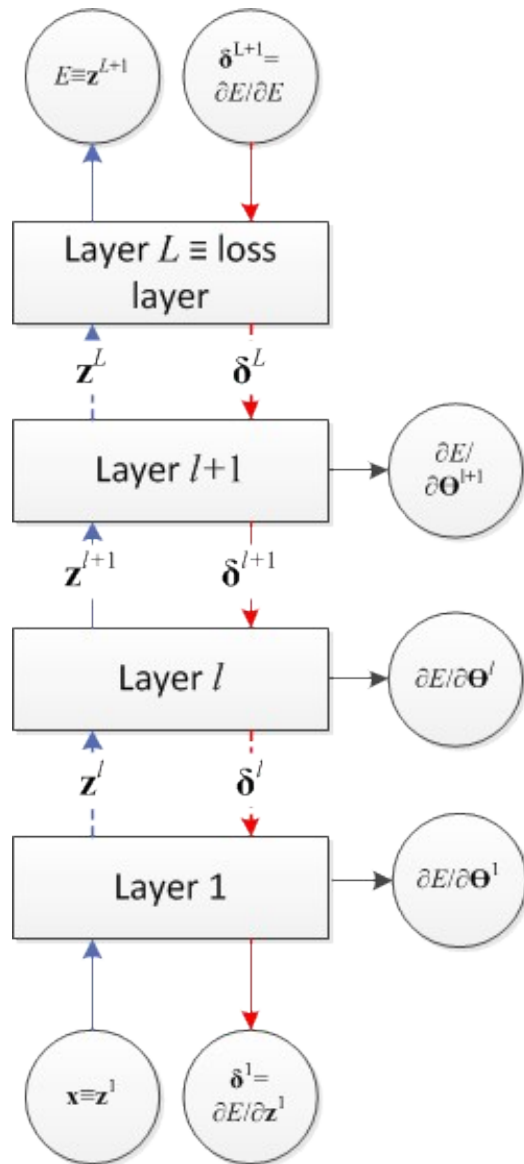 E≡z^{L+1}
δ^{L+1}=
∂E/∂E
Layer L ≡ loss
layer
z^L
δ^L
Layer l+1
∂E/
∂Θ^{l+1}
z^{l+1}
δ^{l+1}
Layer l
∂E/∂Θ^l
z^l
δ^l
Layer 1
∂E/∂Θ^1
x≡z^1
δ^1=
∂E/∂z^1